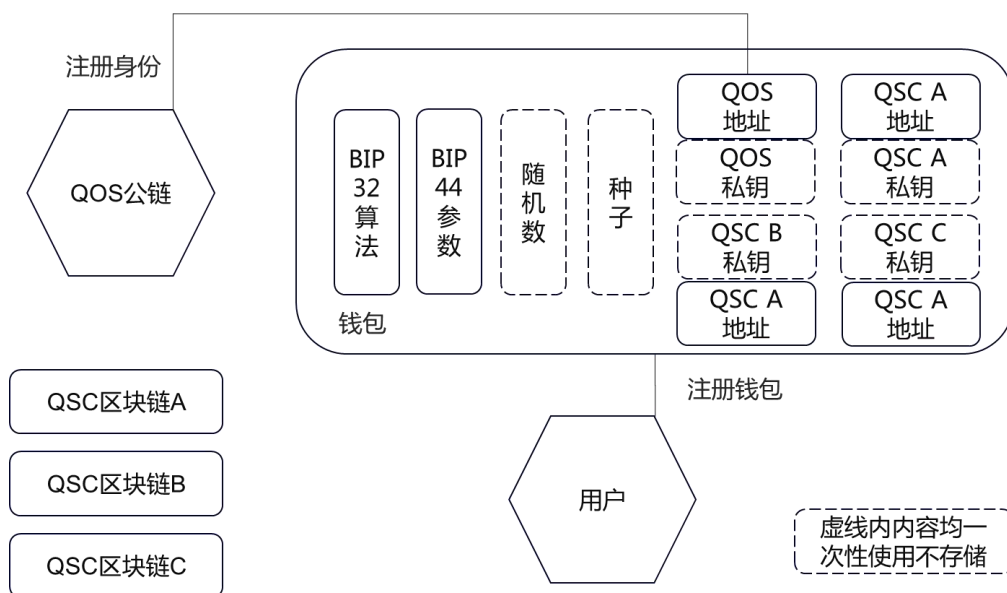 注册身份
QOS公链
BIP
32
算
法
BIP
44
参
数
随
机
数
种
子
QOS
地址
QSC A
地址
QOS
私钥
QSC A
私钥
QSC B
私钥
QSC C
私钥
QSC A
地址
QSC A
地址
钱包
注册钱包
QSC区块链A
QSC区块链B
QSC区块链C
用户
虚线内内容均一
次性使用不存储